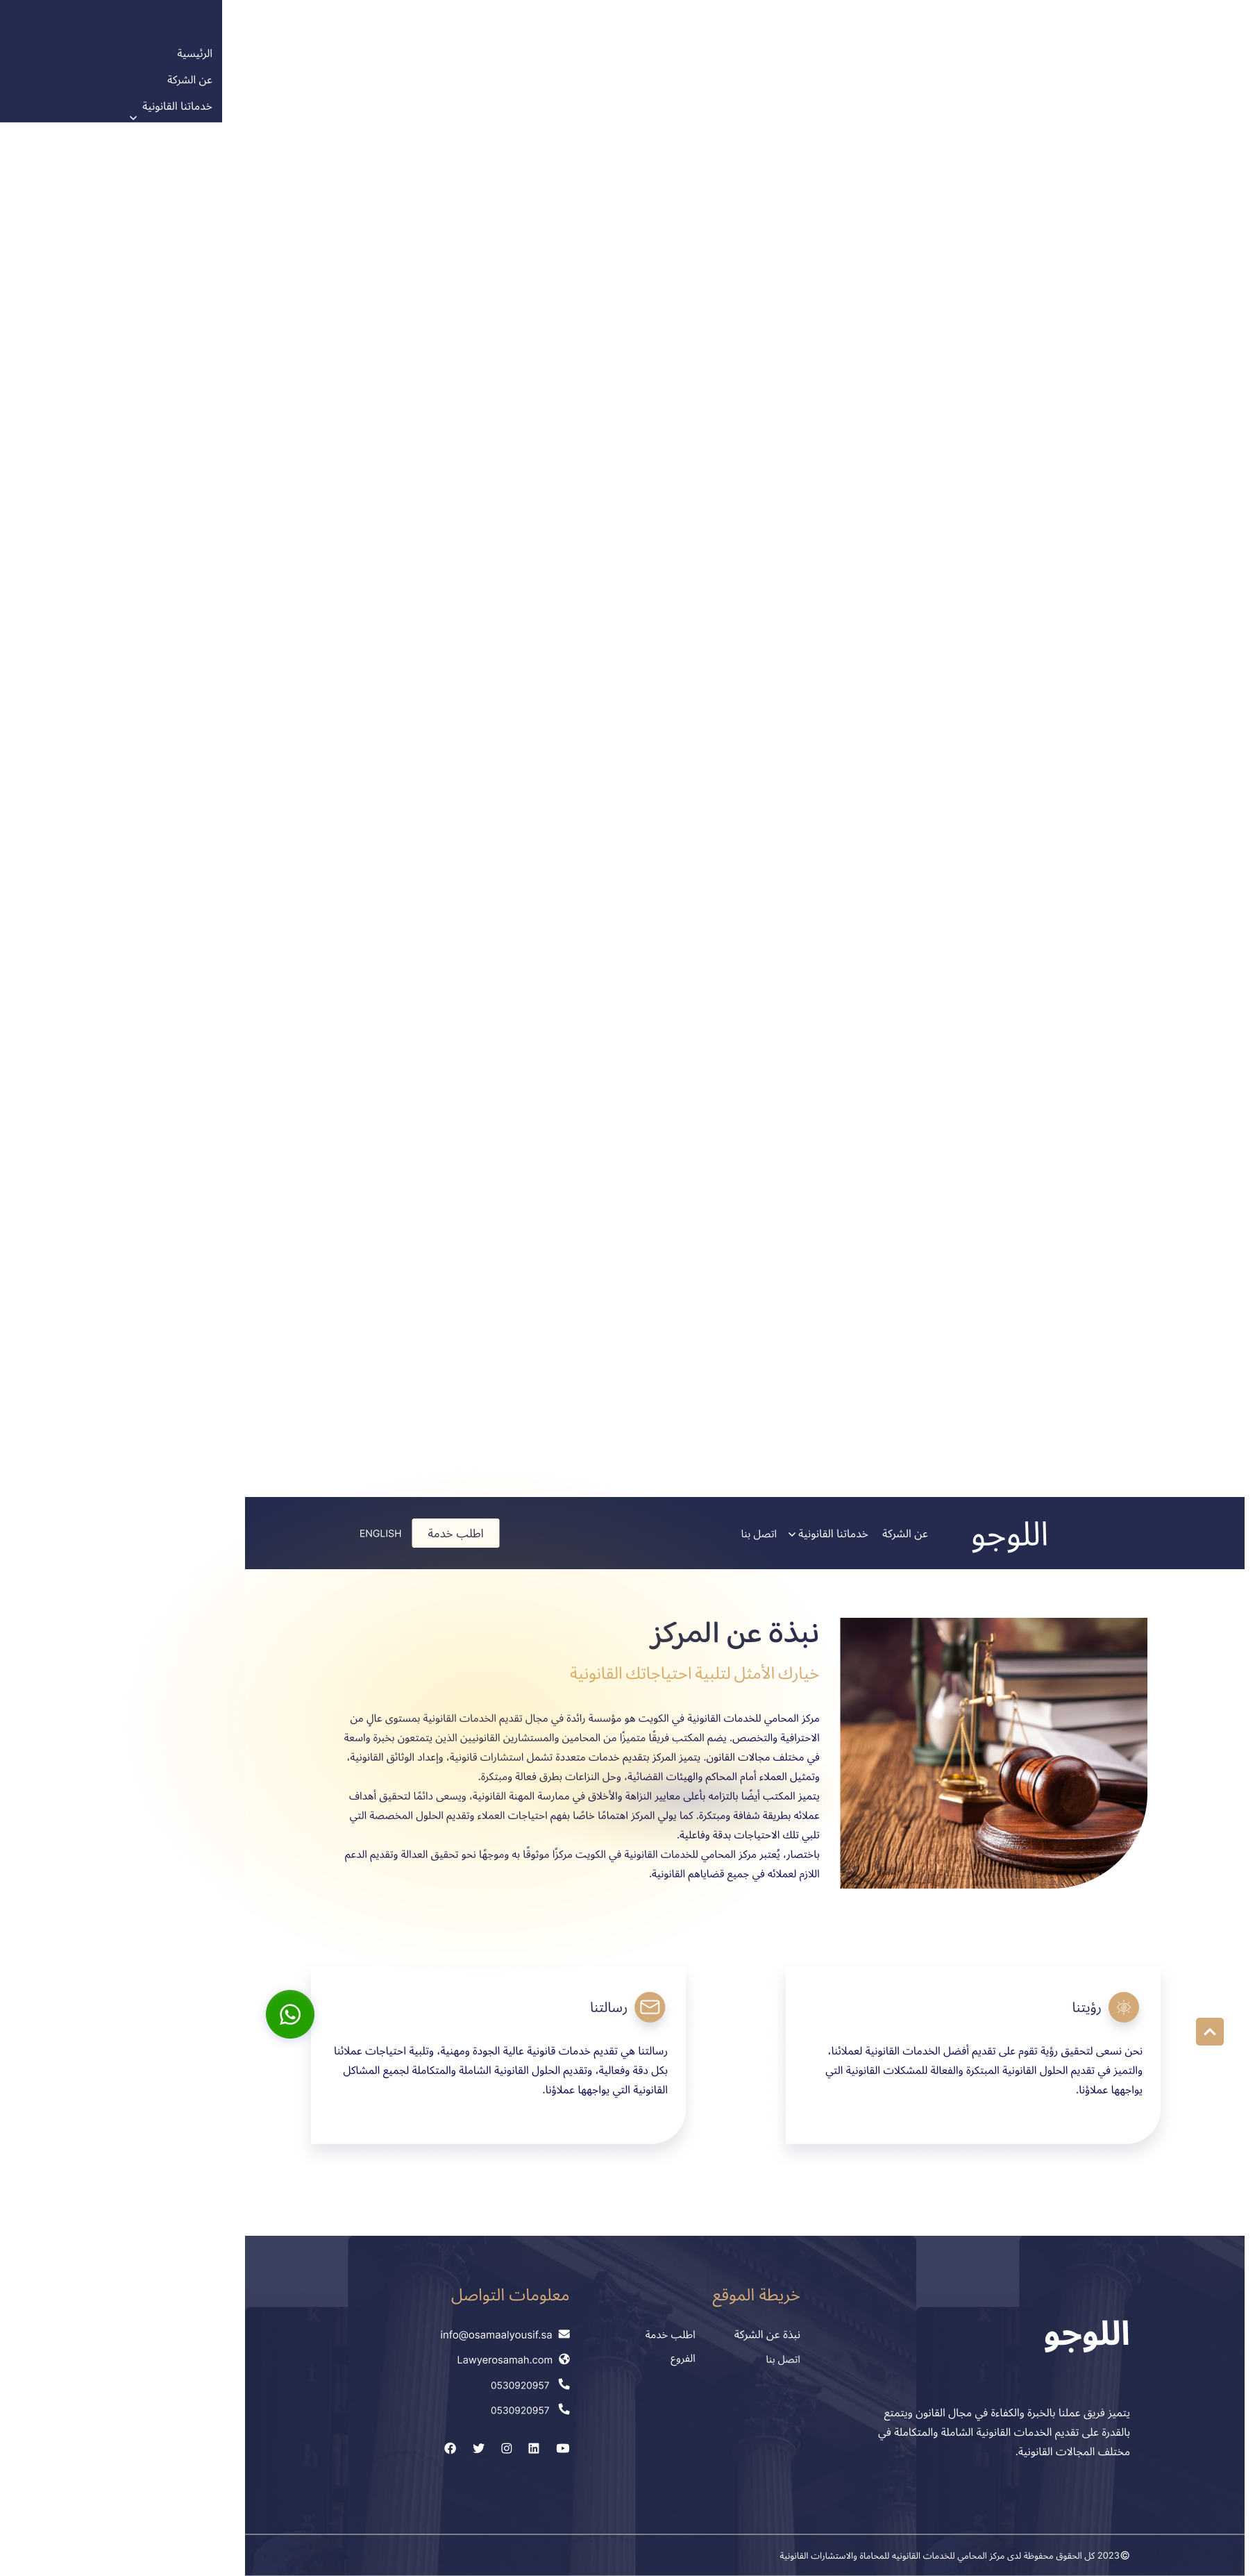 الرئيسية
عن الشركة
خدماتنا القانونية
اللوجو
عن الشركة
خدماتنا القانونية
اتصل بنا
اطلب خدمة
ENGLISH
نبذة عن المركز
خيارك الأمثل لتلبية احتياجاتك القانونية
مركز المحامي للخدمات القانونية في الكويت هو مؤسسة رائدة في مجال تقديم الخدمات القانونية بمستوى عالٍ من
الاحترافية والتخصص. يضم المكتب فريقًا متميزًا من المحامين والمستشارين القانونيين الذين يتمتعون بخبرة واسعة
في مختلف مجالات القانون. يتميز المركز بتقديم خدمات متعددة تشمل استشارات قانونية، وإعداد الوثائق القانونية،
وتمثيل العملاء أمام المحاكم والهيئات القضائية، وحل النزاعات بطرق فعالة ومبتكرة.
يتميز المكتب أيضًا بالتزامه بأعلى معايير النزاهة والأخلاق في ممارسة المهنة القانونية، ويسعى دائمًا لتحقيق أهداف
عملائه بطريقة شفافة ومبتكرة. كما يولي المركز اهتمامًا خاصًا بفهم احتياجات العملاء وتقديم الحلول المخصصة التي
تلبي تلك الاحتياجات بدقة وفاعلية.
باختصار، يُعتبر مركز المحامي للخدمات القانونية في الكويت مركزًا موثوقًا به وموجهًا نحو تحقيق العدالة وتقديم الدعم
اللازم لعملائه في جميع قضاياهم القانونية.
رؤيتنا
نحن نسعى لتحقيق رؤية تقوم على تقديم أفضل الخدمات القانونية لعملائنا،
والتميز في تقديم الحلول القانونية المبتكرة والفعالة للمشكلات القانونية التي
يواجهها عملاؤنا.
رسالتنا
رسالتنا هي تقديم خدمات قانونية عالية الجودة ومهنية، وتلبية احتياجات عملائنا
بكل دقة وفعالية، وتقديم الحلول القانونية الشاملة والمتكاملة لجميع المشاكل
القانونية التي يواجهها عملاؤنا.
اللوجو
يتميز فريق عملنا بالخبرة والكفاءة في مجال القانون ويتمتع
بالقدرة على تقديم الخدمات القانونية الشاملة والمتكاملة في
مختلف المجالات القانونية.
خريطة الموقع
نبذة عن الشركة
اتصل بنا
اطلب خدمة
الفروع
معلومات التواصل
info@osamaalyousif.sa
Lawyerosamah.com
0530920957
0530920957
©2023 كل الحقوق محفوظة لدى مركز المحامي للخدمات القانونيه للمحاماة والاستشارات القانونية